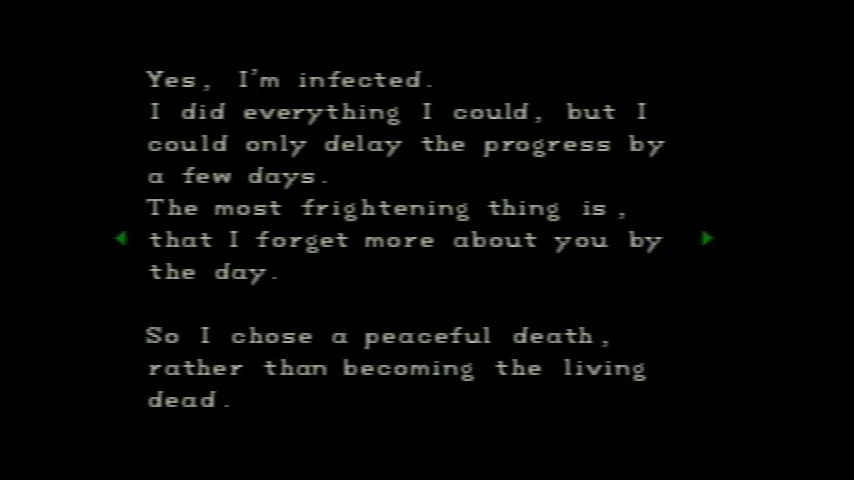 Yes, I'm infected.
I did everything I could, but I
could only delay the progress by
a few days.
The most frightening thing is,
that I forget more about you by
the day.
So I chose a peaceful death,
rather than becoming the living
dead.